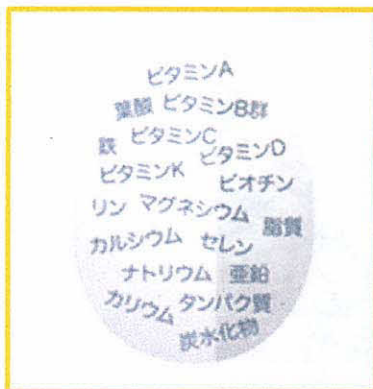 ビタミンA
葉酸 ビタミンB群
鉄 ビタミンC ビタミンD
ビタミンK ビオチン
リン マグネシウム 脂質
カルシウム セレン
ナトリウム 亜鉛
カリウム タンパク質
炭水化物